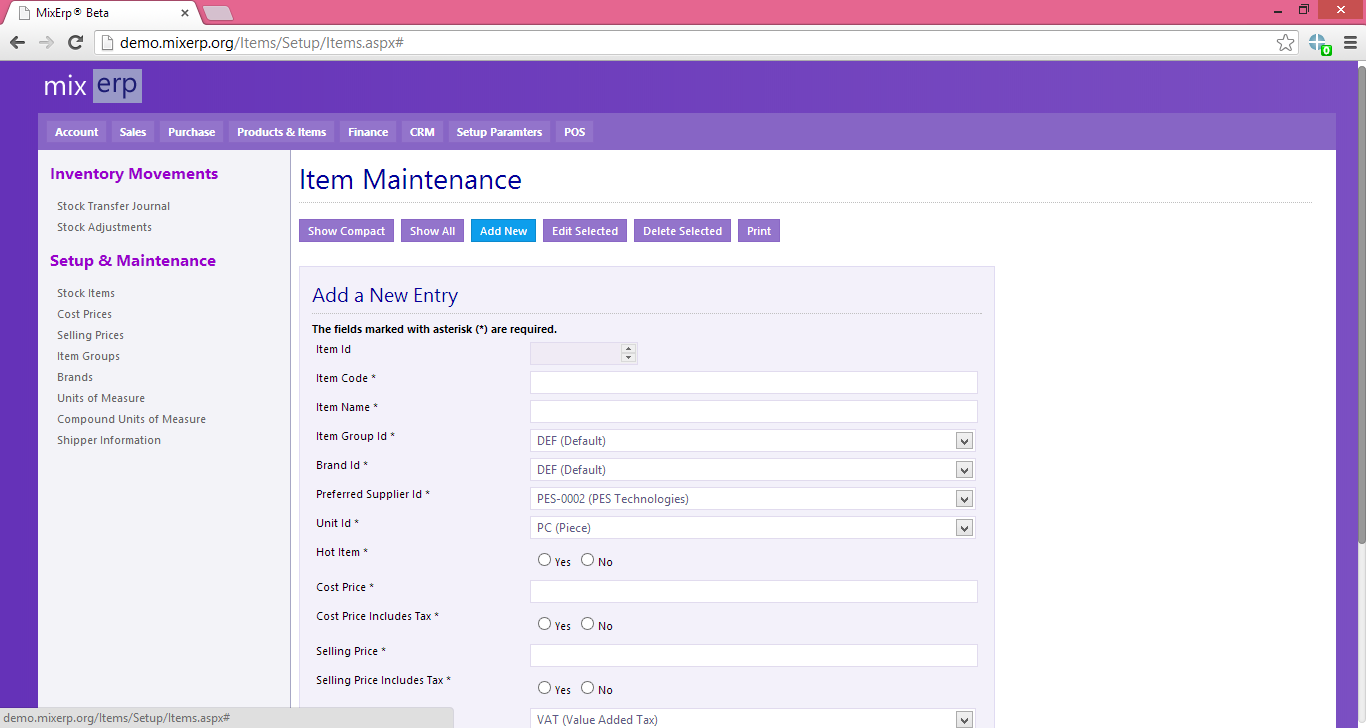 MixErp® Beta
demo.mixerp.org/Items/Setup/Items.aspx#
0
mix erp
Account Sales Purchase Products & Items Finance CRM Setup Paramters POS
Inventory Movements
Stock Transfer Journal
Stock Adjustments
Setup & Maintenance
Stock Items
Cost Prices
Selling Prices
Item Groups
Brands
Units of Measure
Compound Units of Measure
Shipper Information
Item Maintenance
Show Compact Show All Add New Edit Selected Delete Selected Print
Add a New Entry
The fields marked with asterisk (*) are required.
Item Id
Item Code *
Item Name *
Item Group Id * DEF (Default)
Brand Id * DEF (Default)
Preferred Supplier Id * PES-0002 (PES Technologies)
Unit Id * PC (Piece)
Hot Item * Yes No
Cost Price *
Cost Price Includes Tax * Yes No
Selling Price *
Selling Price Includes Tax * Yes No
VAT (Value Added Tax)
demo.mixerp.org/Items/Setup/Items.aspx#